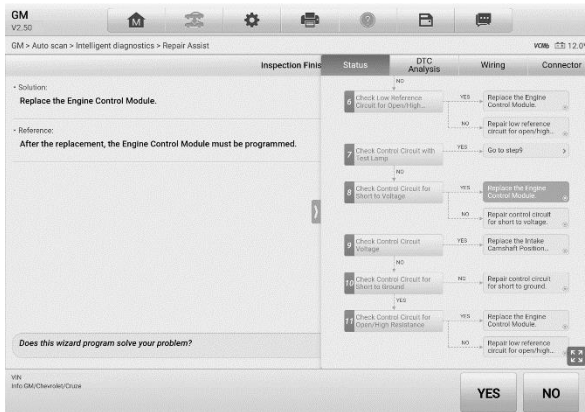 GM
V2.50
M
?
VCMI 12.0V
GM > Auto scan > Intelligent diagnostics > Repair Assist
Inspection Finis
Status
DTC
Analysis
Wiring
Connector
• Solution:
Replace the Engine Control Module.
• Reference:
After the replacement, the Engine Control Module must be programmed.
NO
6 Check Low Reference
Circuit for Open/High...
YES
Replace the Engine
Control Module.
NO
Repair low reference
circuit for open/high...
7 Check Control Circuit with
Test Lamp
YES
Go to step9 >
NO
8 Check Control Circuit for
Short to Voltage
YES
Replace the Engine
Control Module.
NO
Repair control circuit
for short to voltage.
9 Check Control Circuit
Voltage
YES
Replace the Intake
Camshaft Position...
NO
10 Check Control Circuit for
Short to Ground
NO
Repair control circuit
for short to ground.
YES
11 Check Control Circuit for
Open/High Resistance
YES
Replace the Engine
Control Module.
NO
Repair low reference
circuit for open/high...
Does this wizard program solve your problem?
VIN
Info:GM/Chevrolet/Cruze
YES
NO